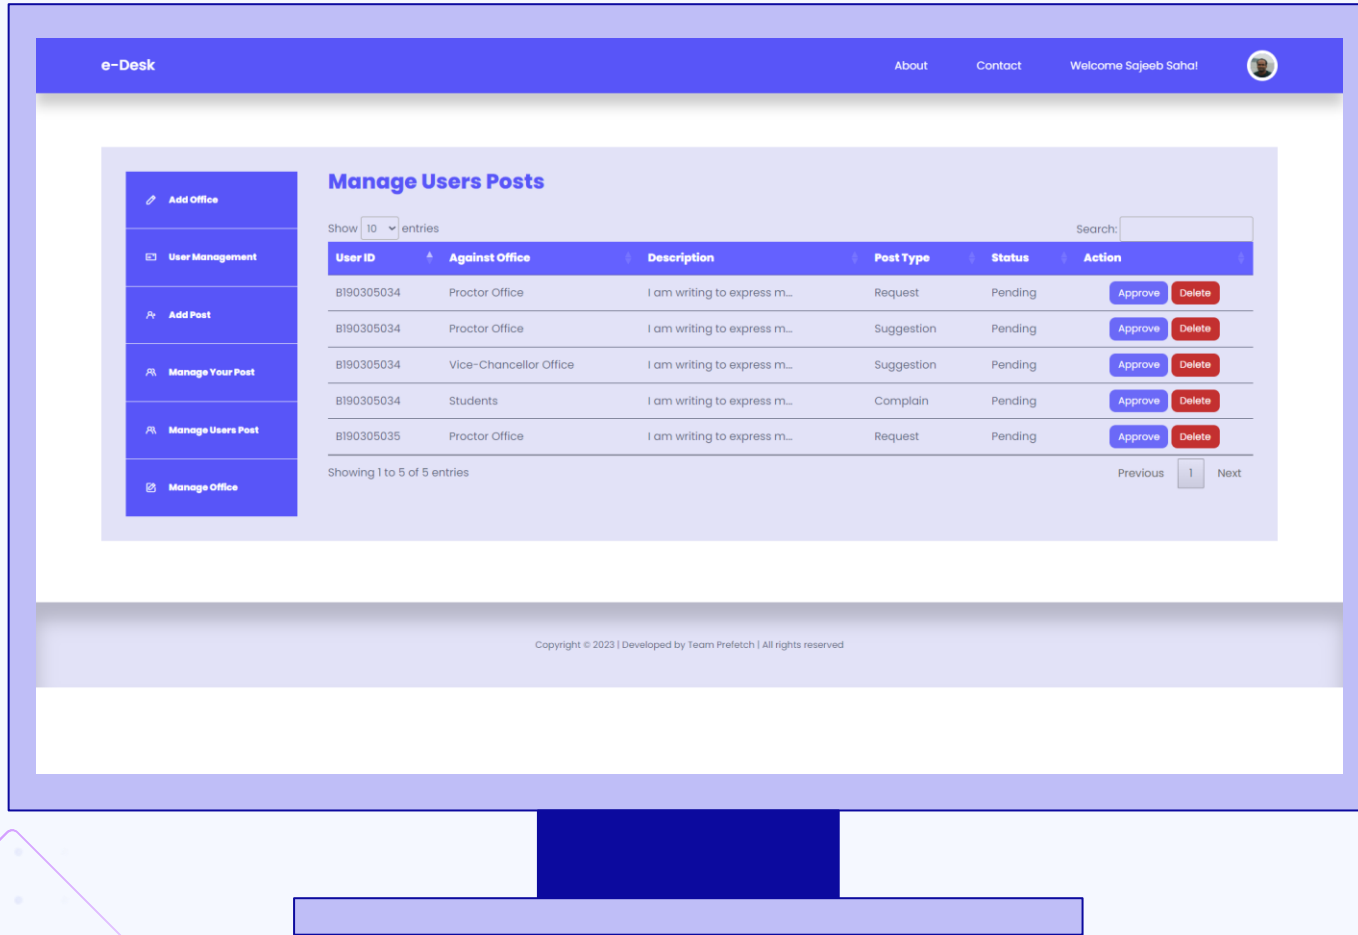 e-Desk About Contact Welcome Sajeeb Saha!
Add Office
User Management
Add Post
Manage Your Post
Manage Users Post
Manage Office
Manage Users Posts
Show 10 entries Search:
User ID Against Office Description Post Type Status Action
B190305034 Proctor Office I am writing to express m... Request Pending Approve Delete
B190305034 Proctor Office I am writing to express m... Suggestion Pending Approve Delete
B190305034 Vice-Chancellor Office I am writing to express m... Suggestion Pending Approve Delete
B190305034 Students I am writing to express m... Complain Pending Approve Delete
B190305035 Proctor Office I am writing to express m... Request Pending Approve Delete
Showing 1 to 5 of 5 entries Previous 1 Next
Copyright © 2023 | Developed by Team Prefetch | All rights reserved